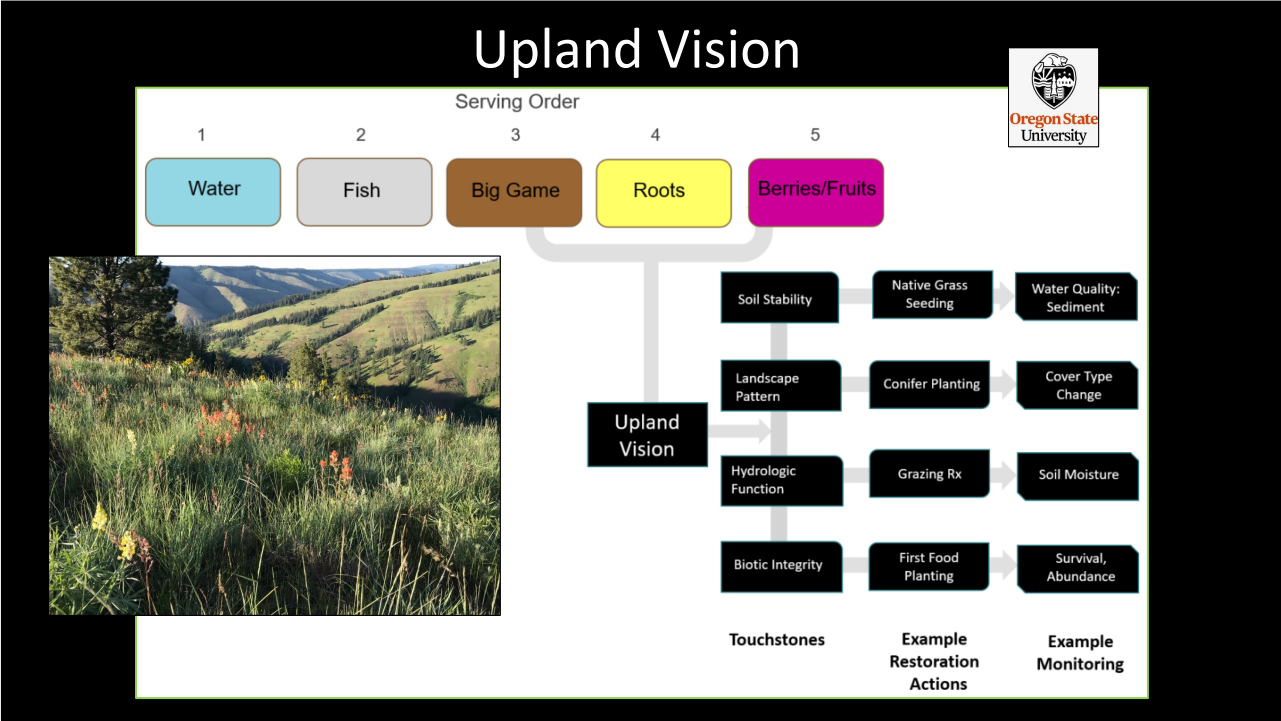 Upland Vision
Oregon State
University
Serving Order
1 2 3 4 5
Water Fish Big Game Roots Berries/Fruits
Soil Stability
Native Grass
Seeding
Water Quality:
Sediment
Landscape
Pattern
Conifer Planting
Cover Type
Change
Upland
Vision
Hydrologic
Function
Grazing Rx
Soil Moisture
Biotic Integrity
First Food
Planting
Survival,
Abundance
Touchstones
Example
Restoration
Actions
Example
Monitoring